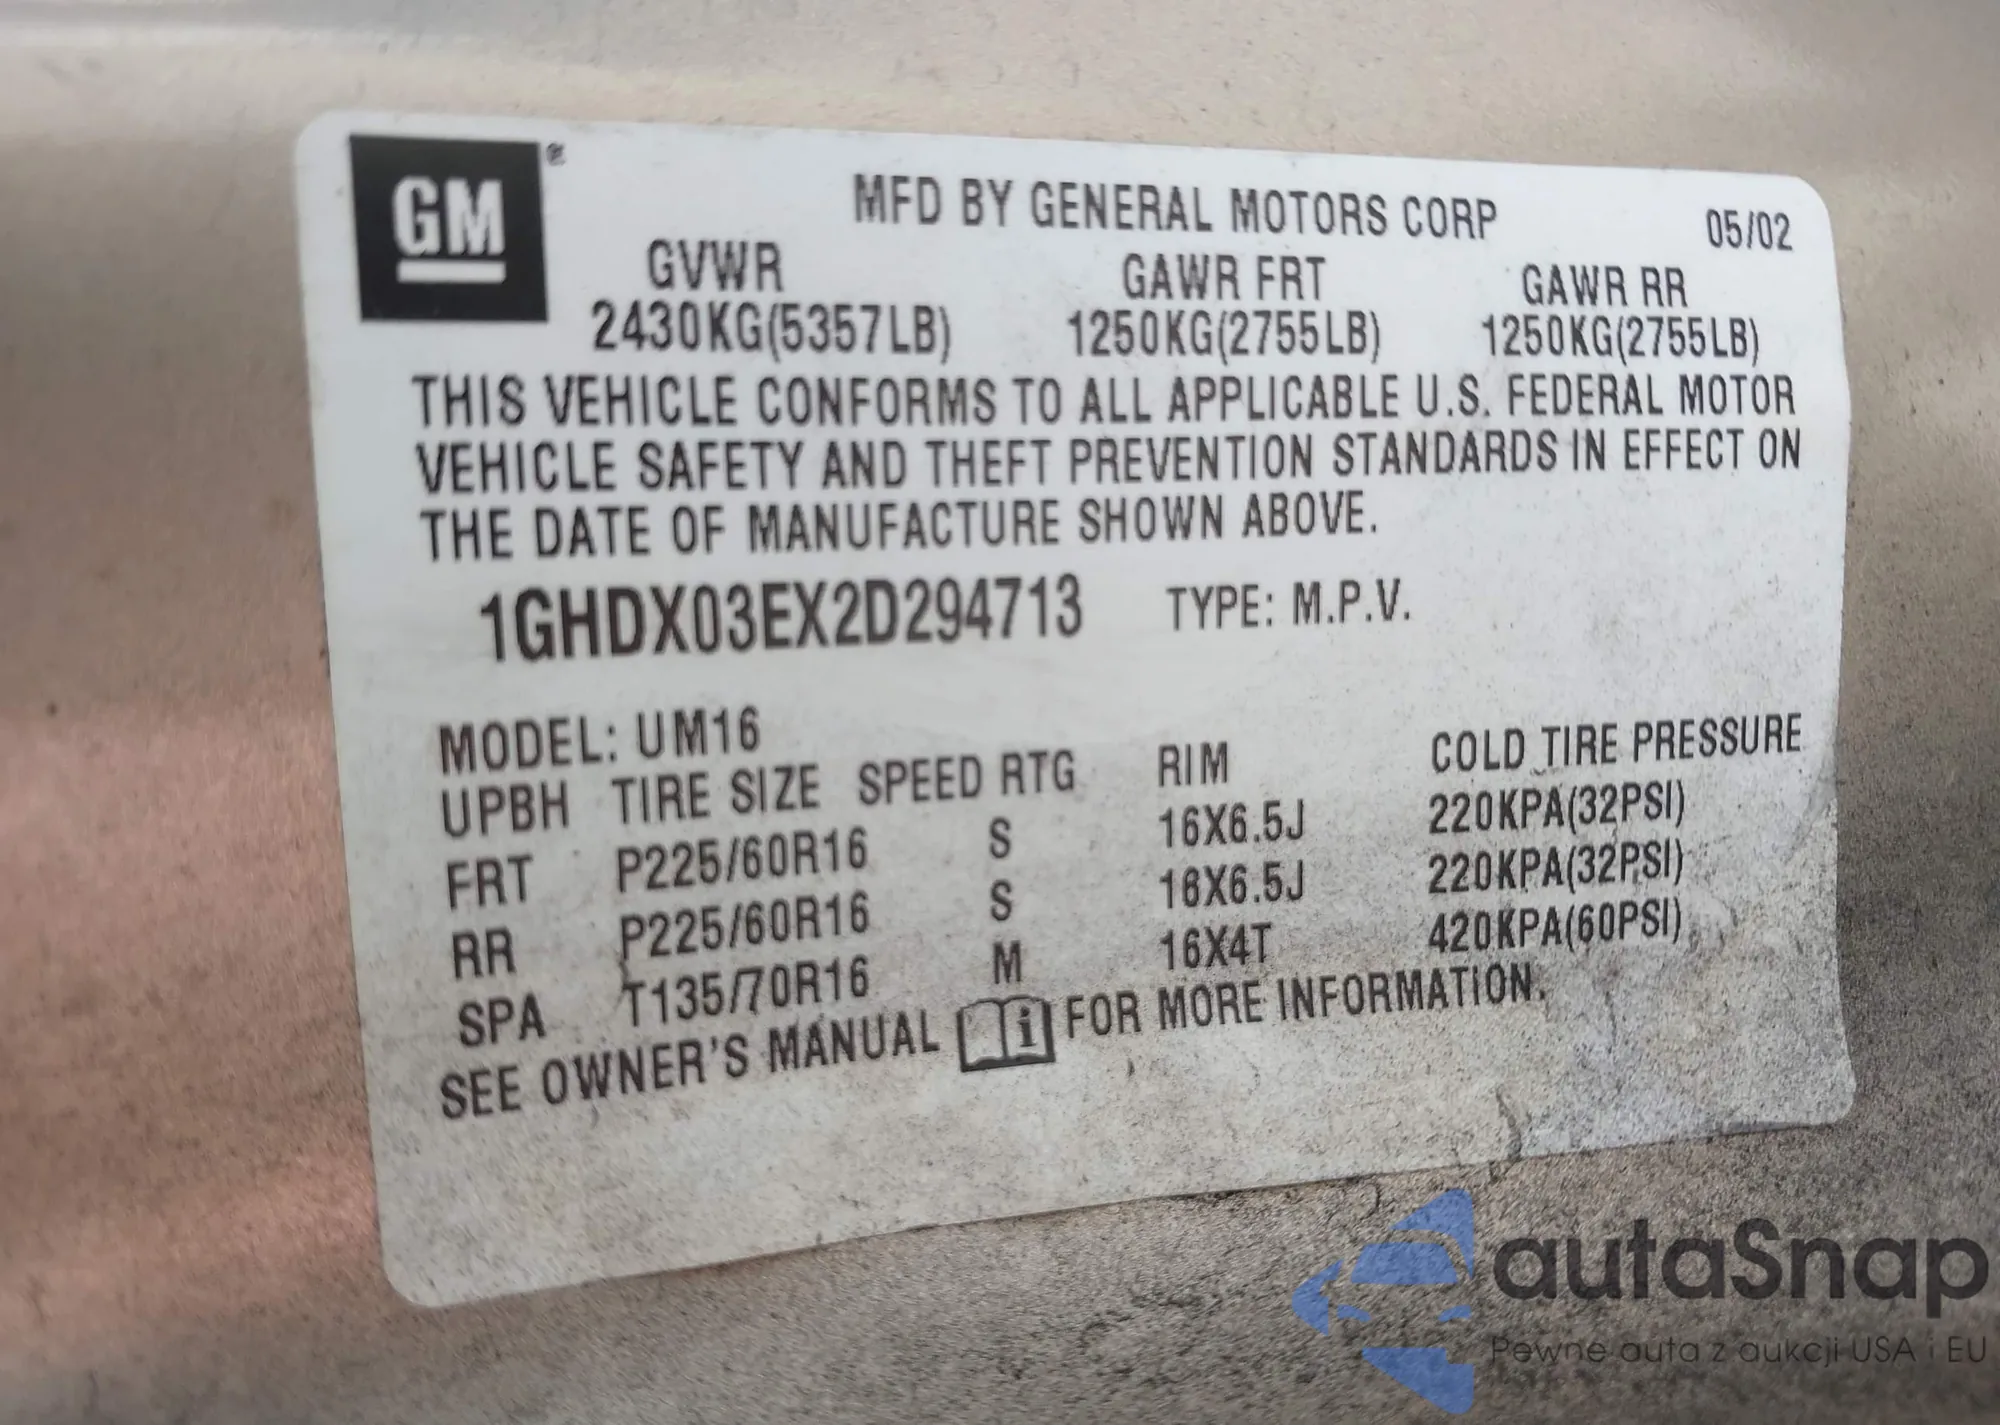 GM®
MFD BY GENERAL MOTORS CORP 05/02
GVWR GAWR FRT GAWR RR
2430KG(5357LB) 1250KG(2755LB) 1250KG(2755LB)
THIS VEHICLE CONFORMS TO ALL APPLICABLE U.S. FEDERAL MOTOR
VEHICLE SAFETY AND THEFT PREVENTION STANDARDS IN EFFECT ON
THE DATE OF MANUFACTURE SHOWN ABOVE.
1GHDX03EX2D294713 TYPE: M.P.V.
MODEL: UM16
UPBH TIRE SIZE SPEED RTG RIM COLD TIRE PRESSURE
FRT P225/60R16 S 16X6.5J 220KPA(32PSI)
RR P225/60R16 S 16X6.5J 220KPA(32PSI)
SPA T135/70R16 M 16X4T 420KPA(60PSI)
SEE OWNER'S MANUAL i FOR MORE INFORMATION.
autaSnap
Pewne auta z aukcji USA i EU